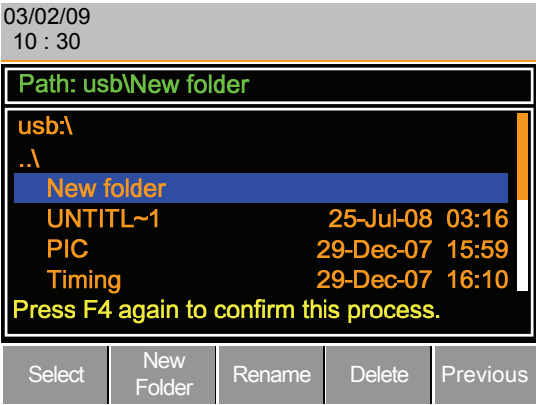 03/02/09
10 : 30
Path: usb\New folder
usb:\
..\
New folder
UNTITL~1 25-Jul-08 03:16
PIC 29-Dec-07 15:59
Timing 29-Dec-07 16:10
Press F4 again to confirm this process.
Select
New
Folder
Rename
Delete
Previous